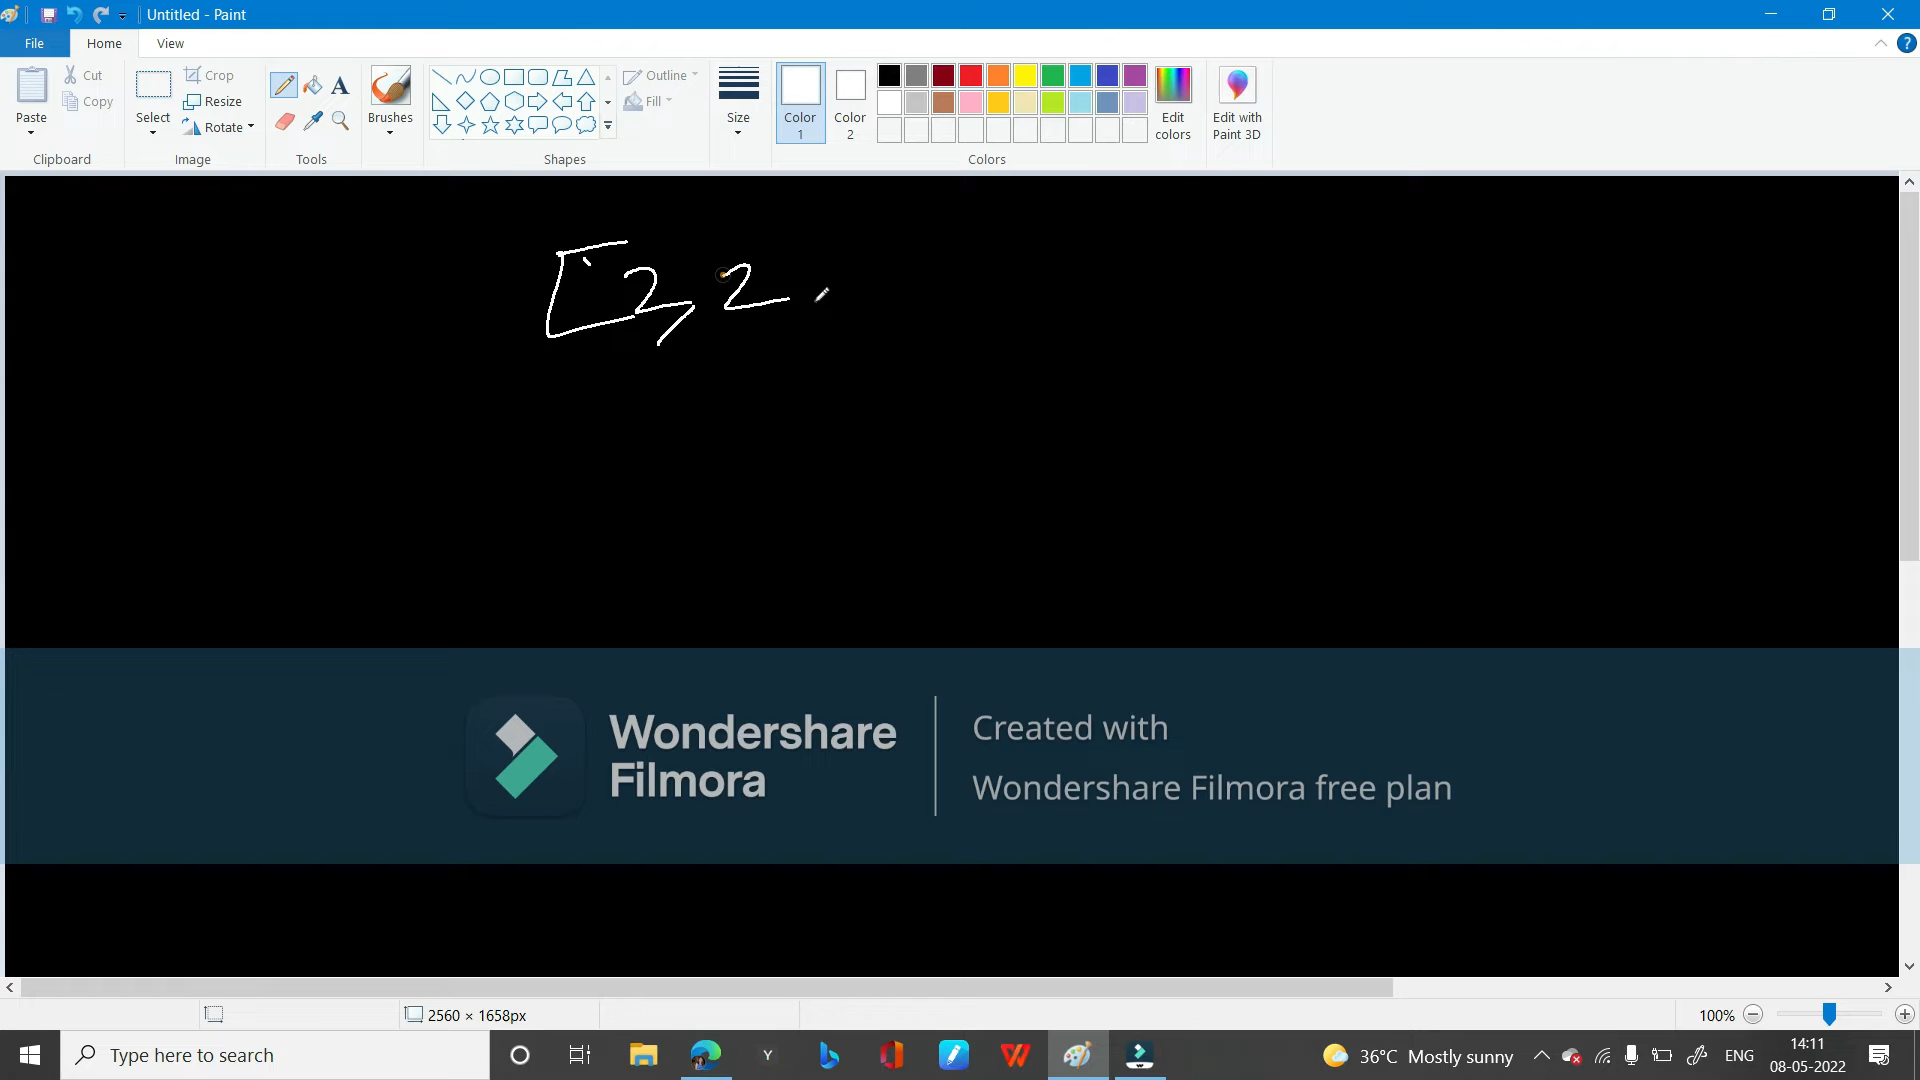 Untitled - Paint
File Home View
Paste
Cut
Copy
Clipboard
Select
Crop
Resize
Rotate
Image
A
Tools
Brushes
Shapes
Outline
Fill
Size
Color 1
Color 2
Colors
Edit colors
Edit with Paint 3D
?
[2, 2
Wondershare Filmora
Created with
Wondershare Filmora free plan
2560 × 1658px
100%
Type here to search
Y
36°C Mostly sunny
ENG
14:11
08-05-2022